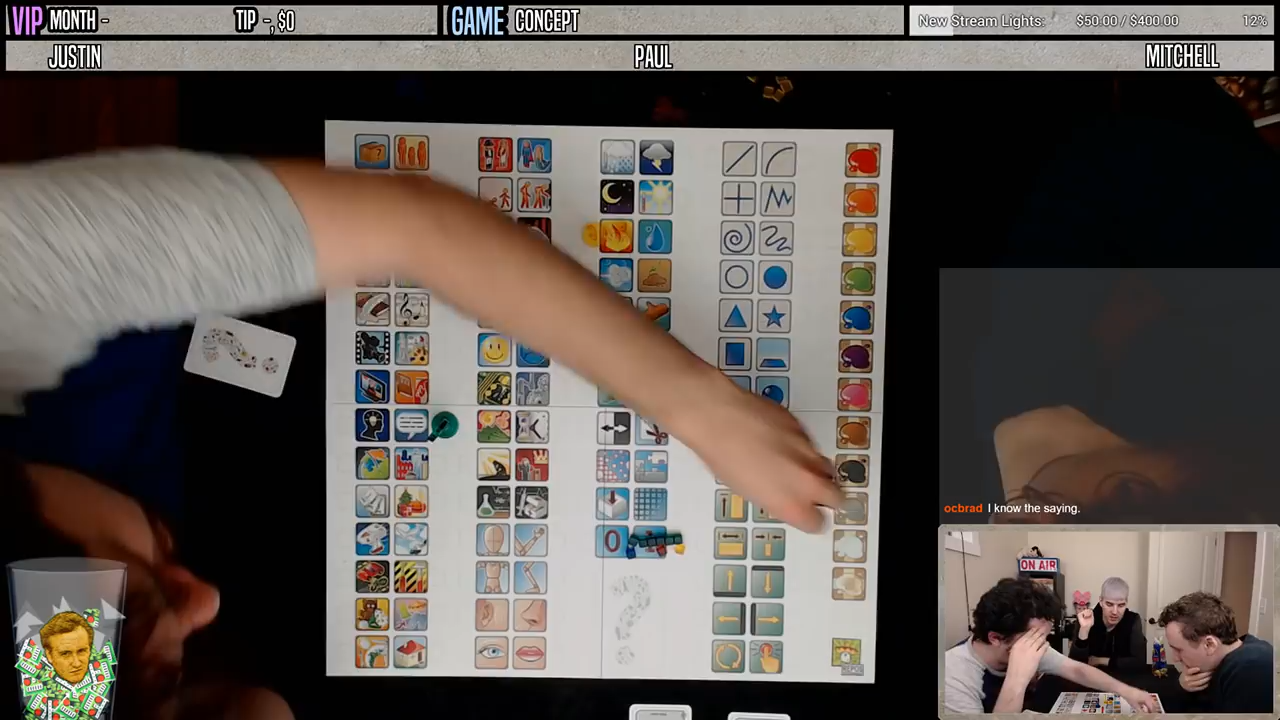 VIP MONTH -
TIP -, $0
GAME CONCEPT
New Stream Lights: $50.00 / $400.00 12%
JUSTIN
PAUL
MITCHELL
ocbrad I know the saying.
ON AIR
0